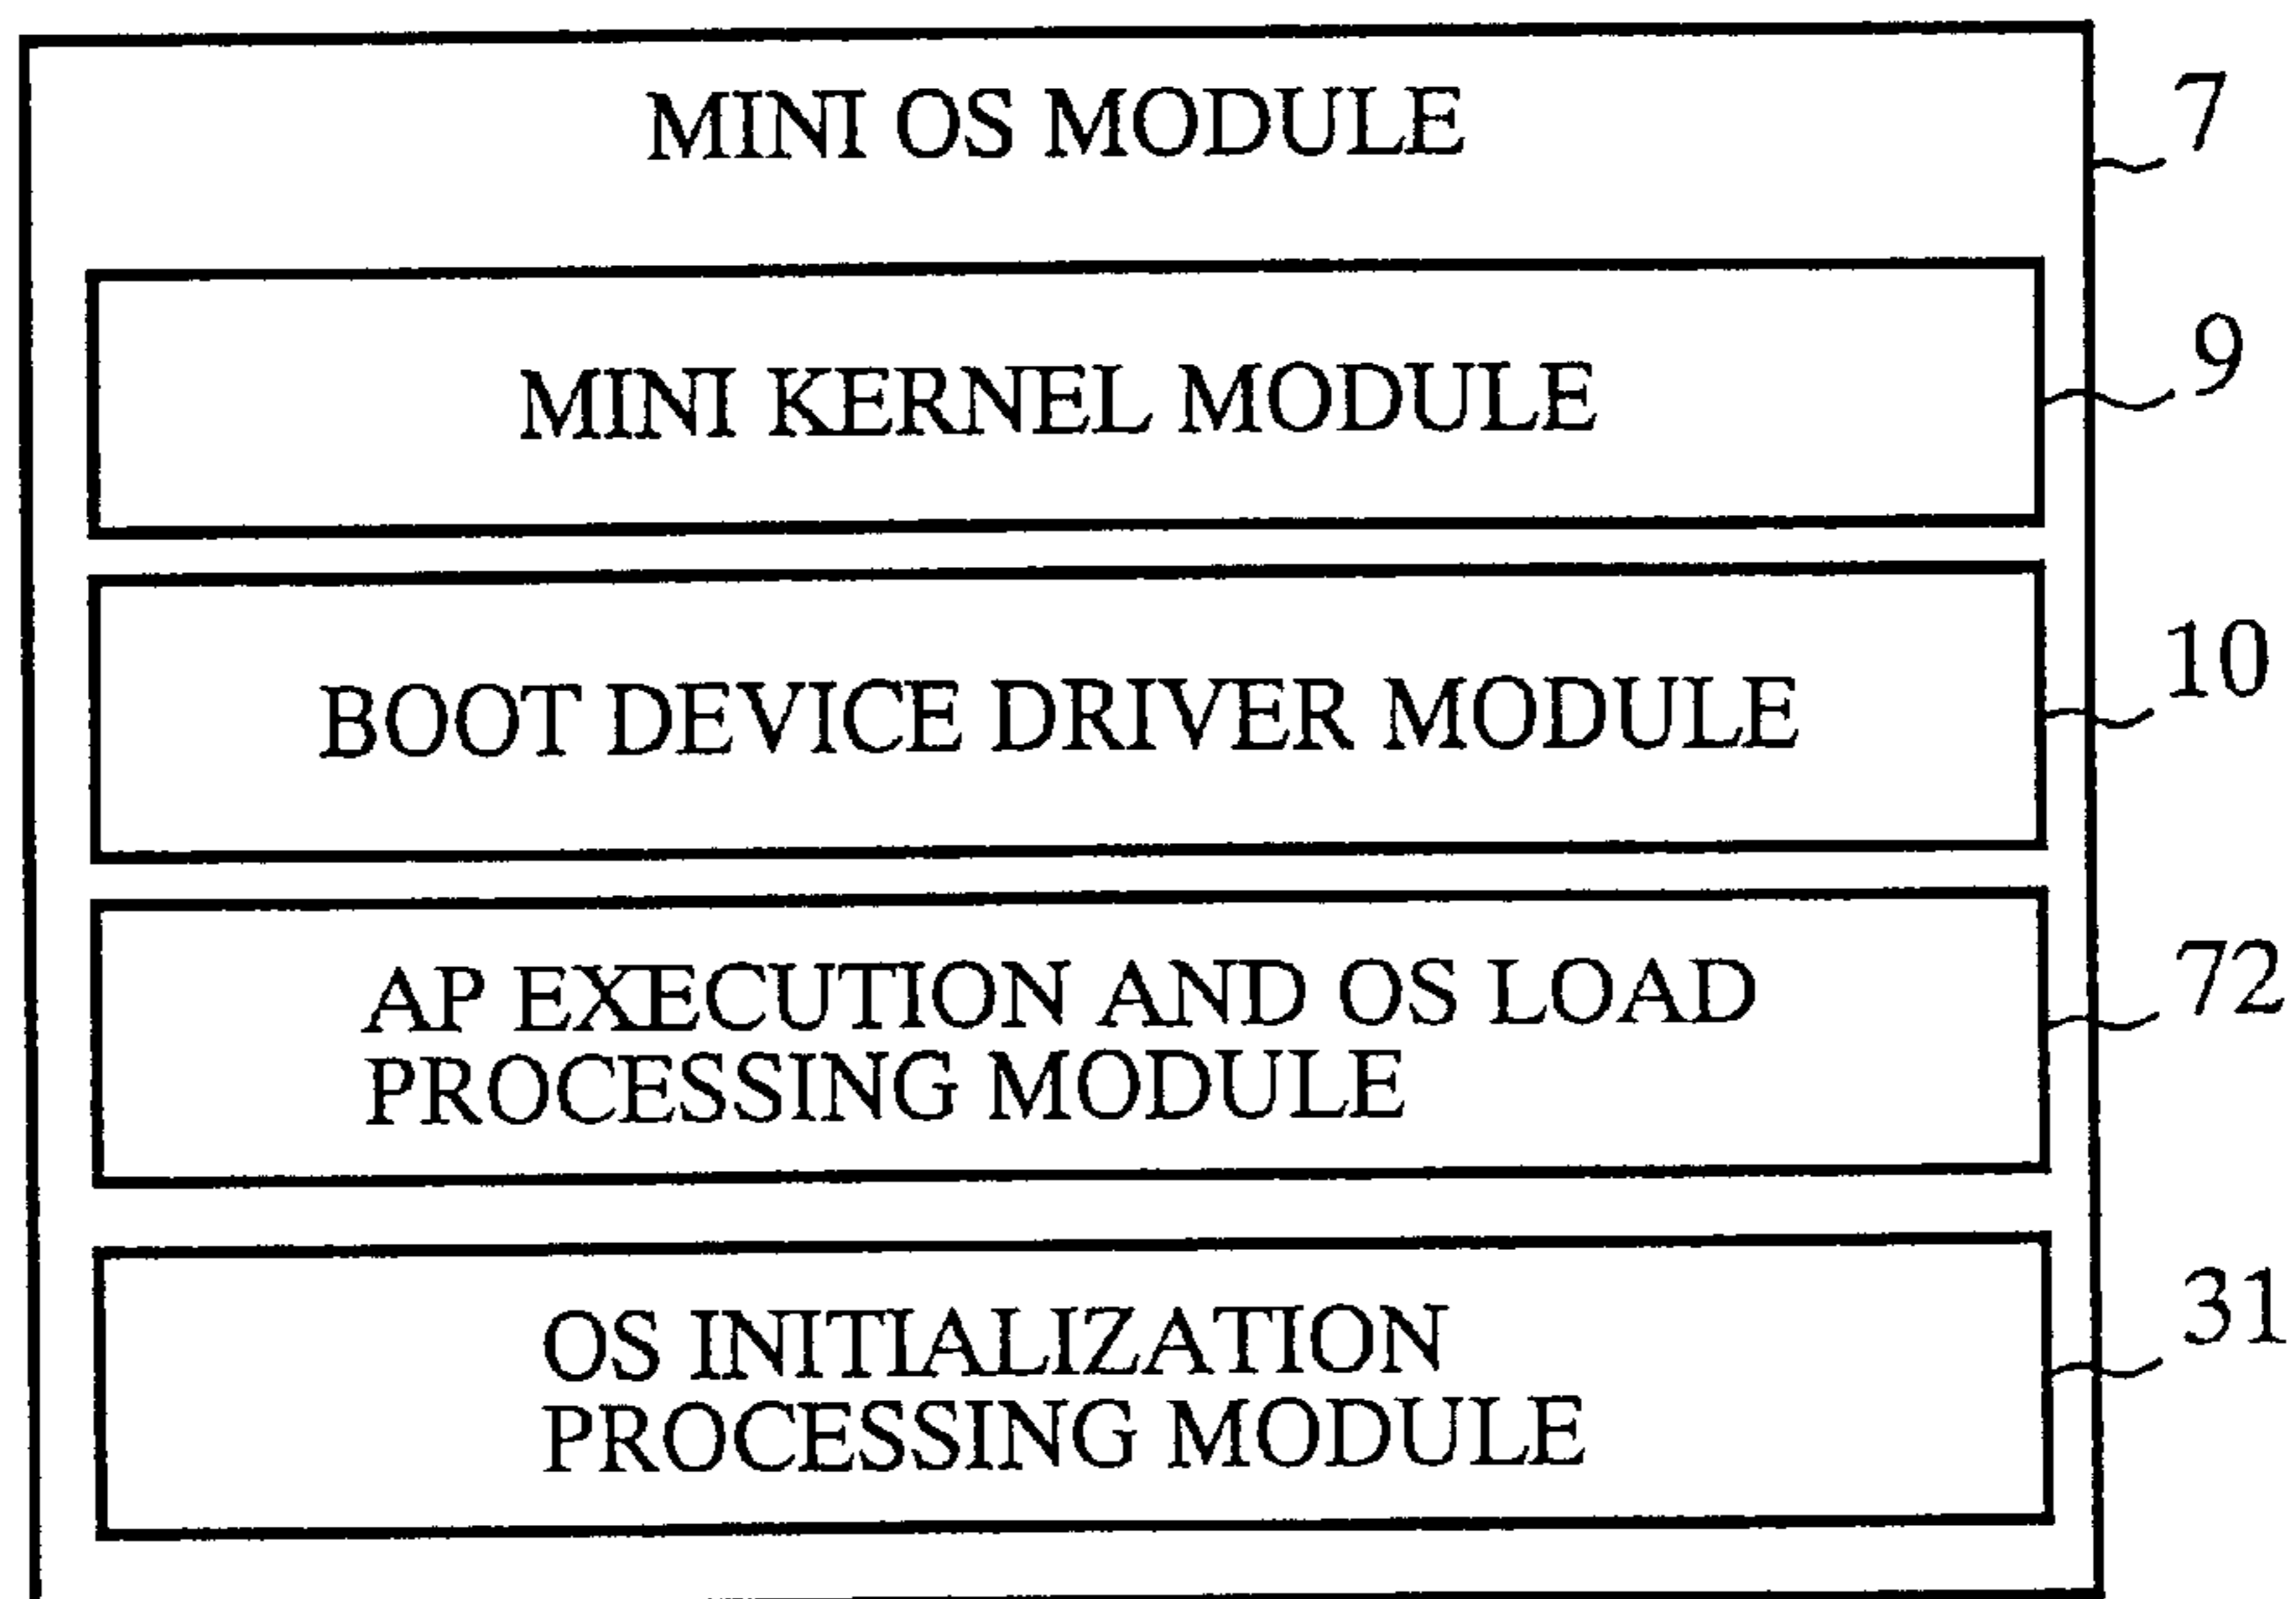 MINI OS MODULE
7
MINI KERNEL MODULE
9
BOOT DEVICE DRIVER MODULE
10
AP EXECUTION AND OS LOAD
PROCESSING MODULE
72
OS INITIALIZATION
PROCESSING MODULE
31